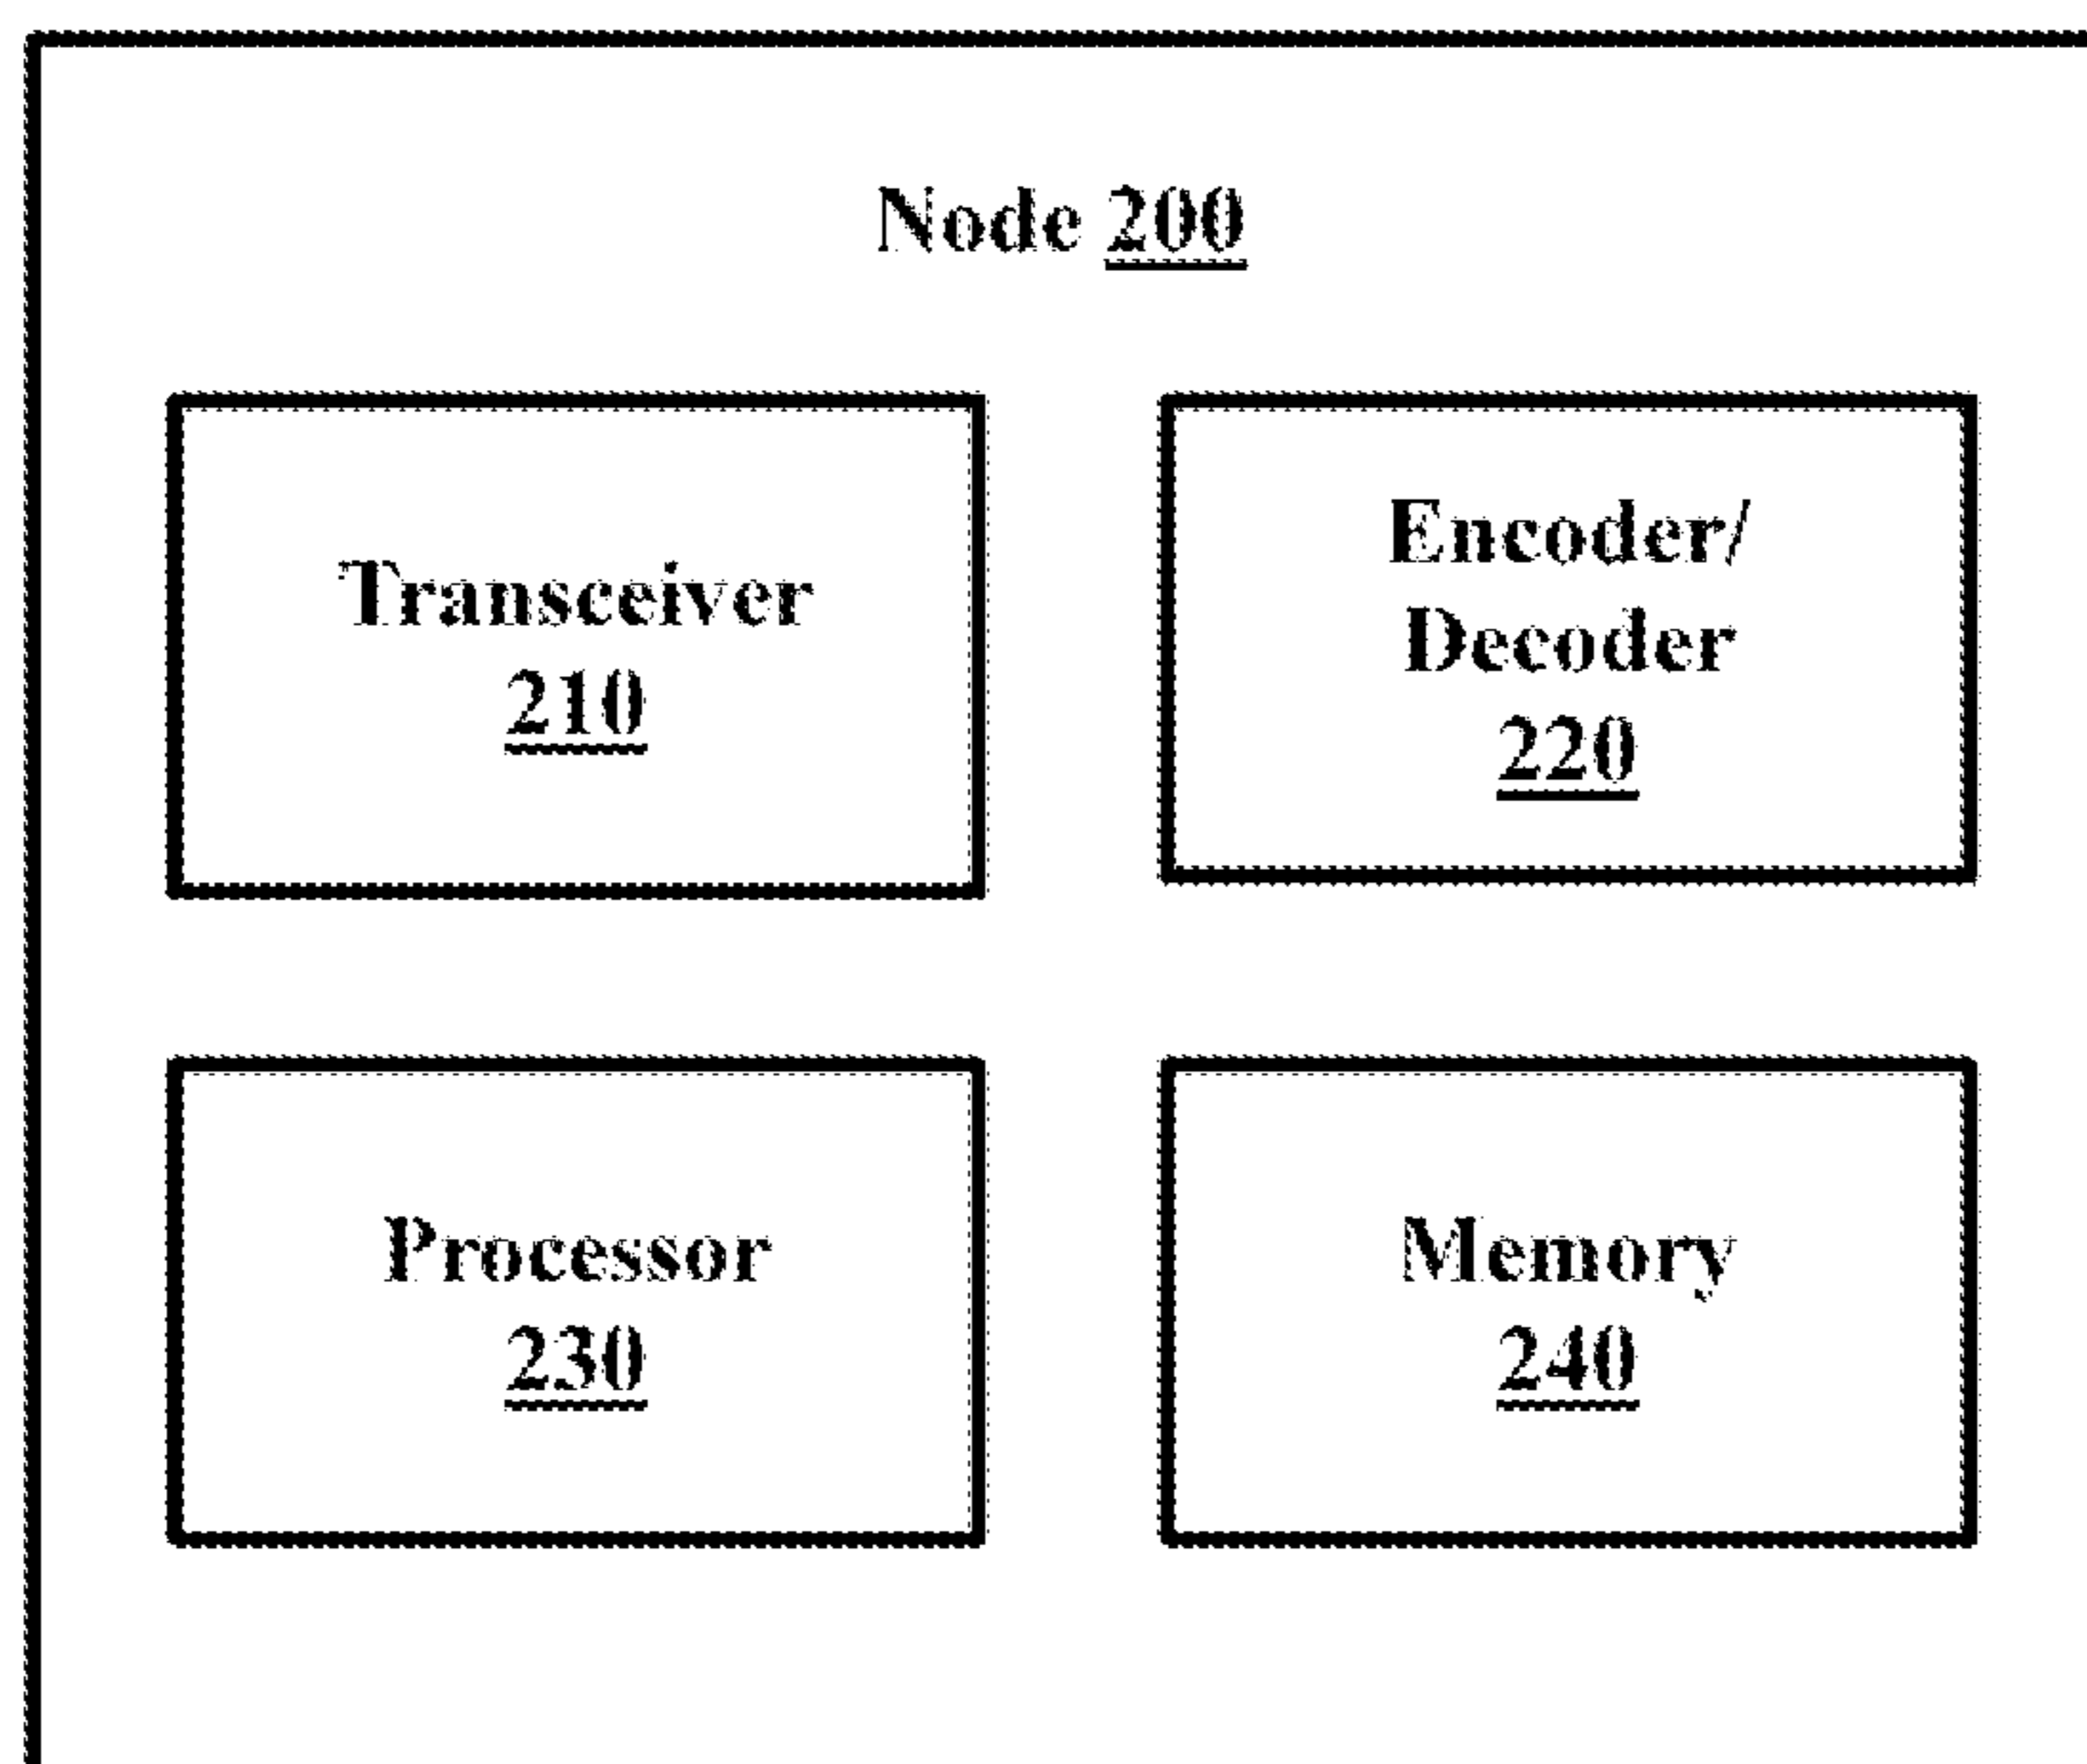 Node 200
Transceiver
210
Encoder/
Decoder
220
Processor
230
Memory
240